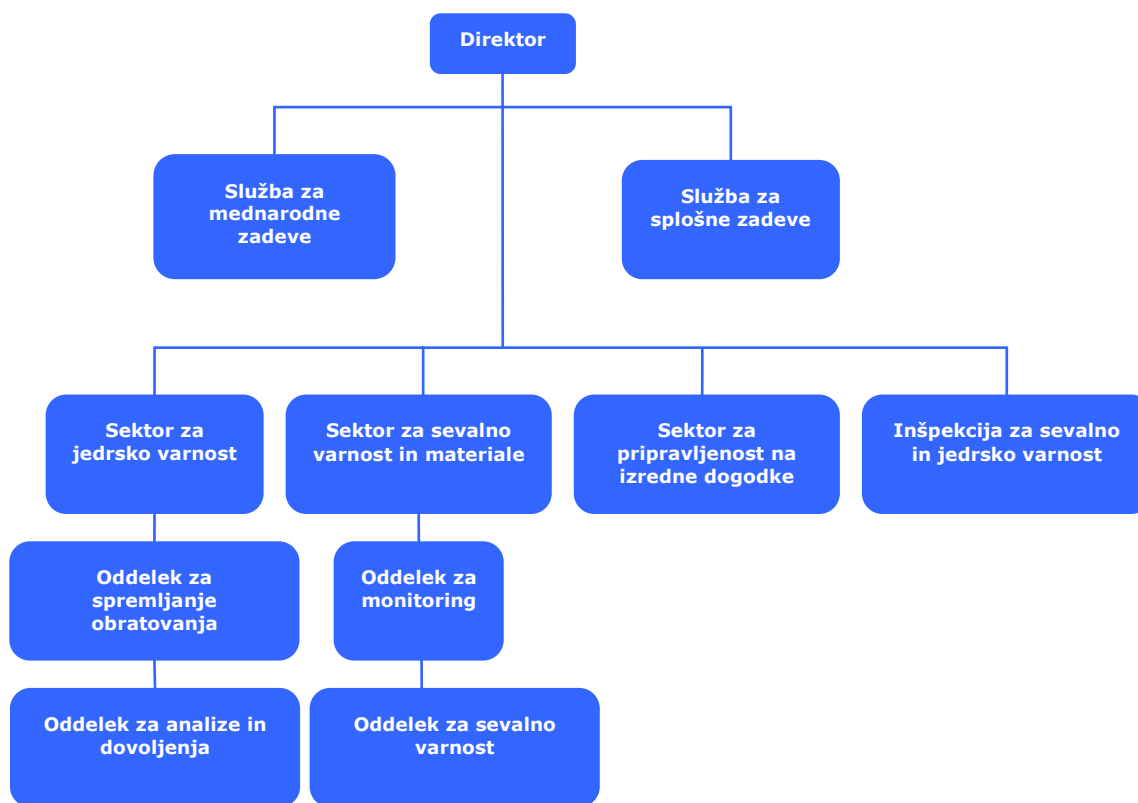 Direktor
Služba za
mednarodne
zadeve
Služba za
splošne zadeve
Sektor za
jedrsko varnost
Sektor za sevalno
varnost in materiale
Sektor za
pripravljenost na
izredne dogodke
Inšpekcija za sevalno
in jedrsko varnost
Oddelek za
spremljanje
obratovanja
Oddelek za
monitoring
Oddelek za analize in
dovoljenja
Oddelek za sevalno
varnost